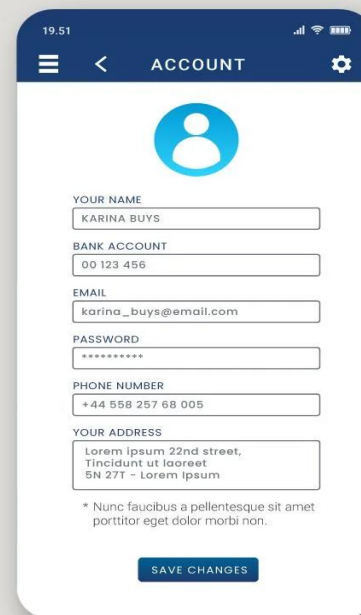 19.51
ACCOUNT
YOUR NAME
KARINA BUYS
BANK ACCOUNT
00 123 456
EMAIL
karina_buys@email.com
PASSWORD
**********
PHONE NUMBER
+44 558 257 68 005
YOUR ADDRESS
Lorem ipsum 22nd street,
Tincidunt ut laoreet
5N 27T - Lorem Ipsum
* Nunc faucibus a pellentesque sit amet
porttitor eget dolor morbi non.
SAVE CHANGES